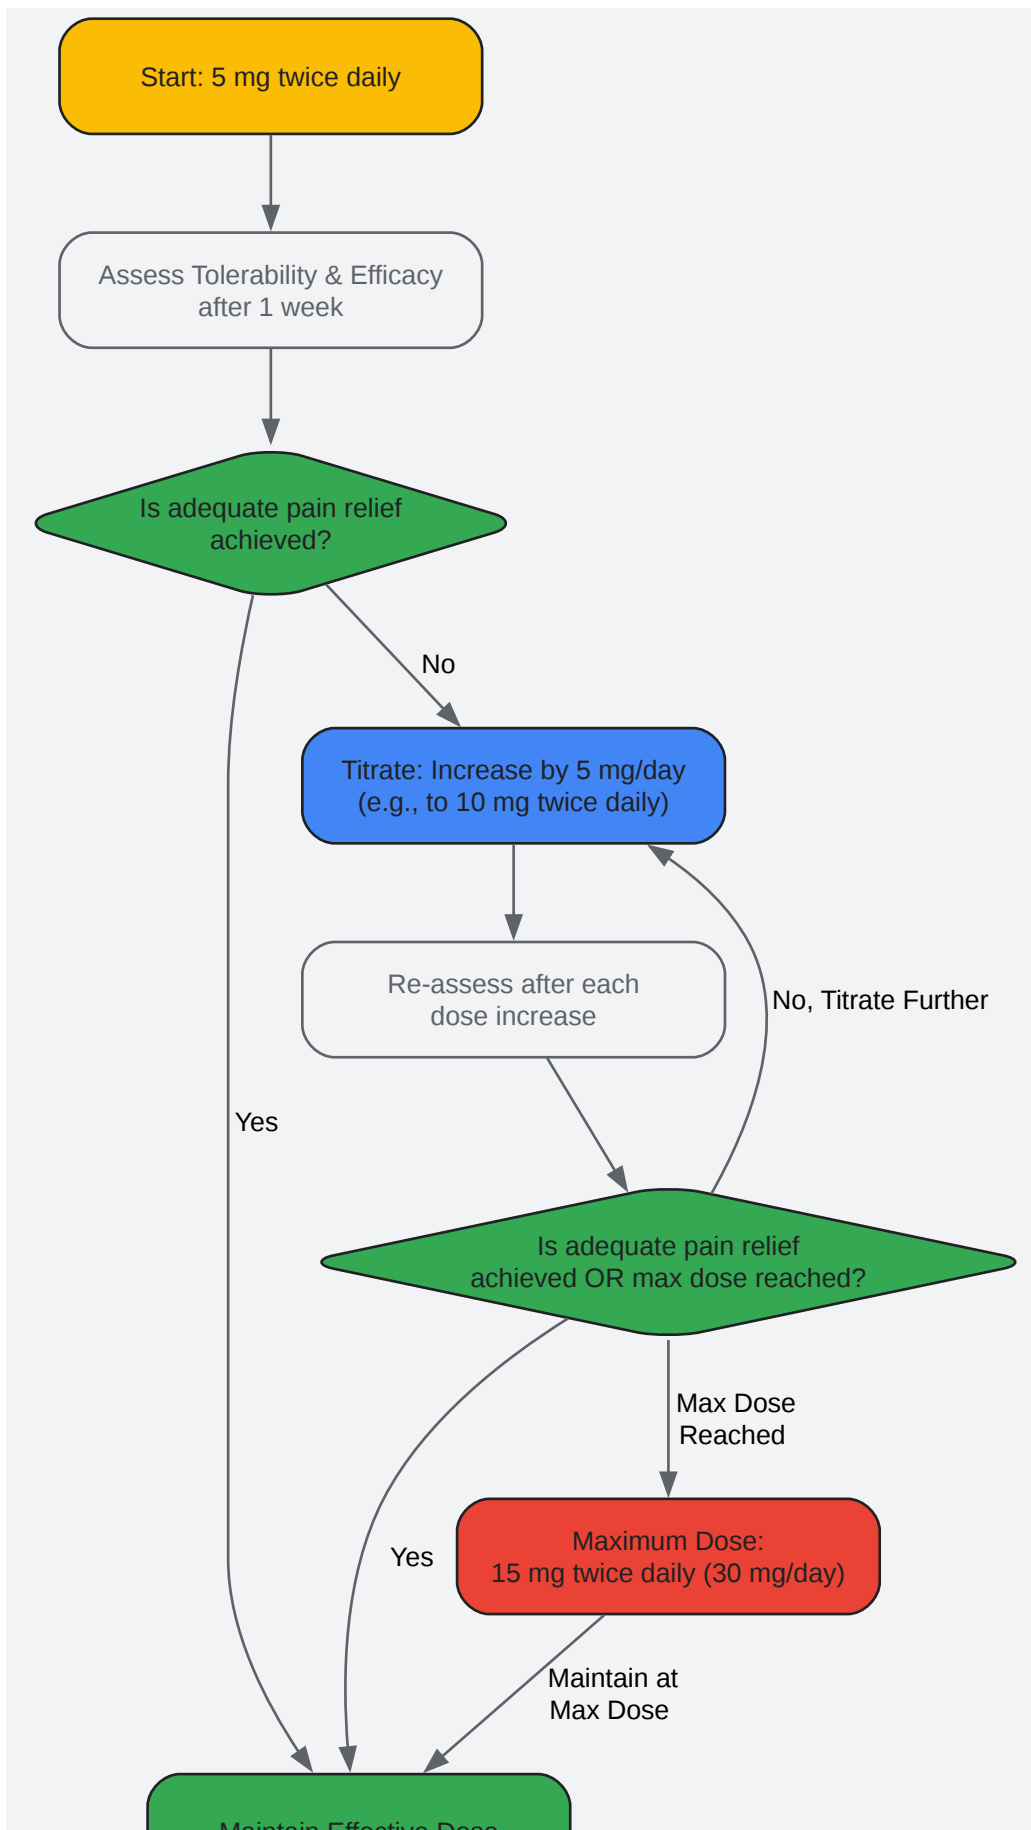 Start: 5 mg twice daily
Assess Tolerability & Efficacy
after 1 week
Is adequate pain relief
achieved?
No
Titrate: Increase by 5 mg/day
(e.g., to 10 mg twice daily)
Re-assess after each
dose increase
No, Titrate Further
Yes
Is adequate pain relief
achieved OR max dose reached?
Max Dose
Reached
Yes
Maximum Dose:
15 mg twice daily (30 mg/day)
Maintain at
Max Dose
Maintain Effective Dose